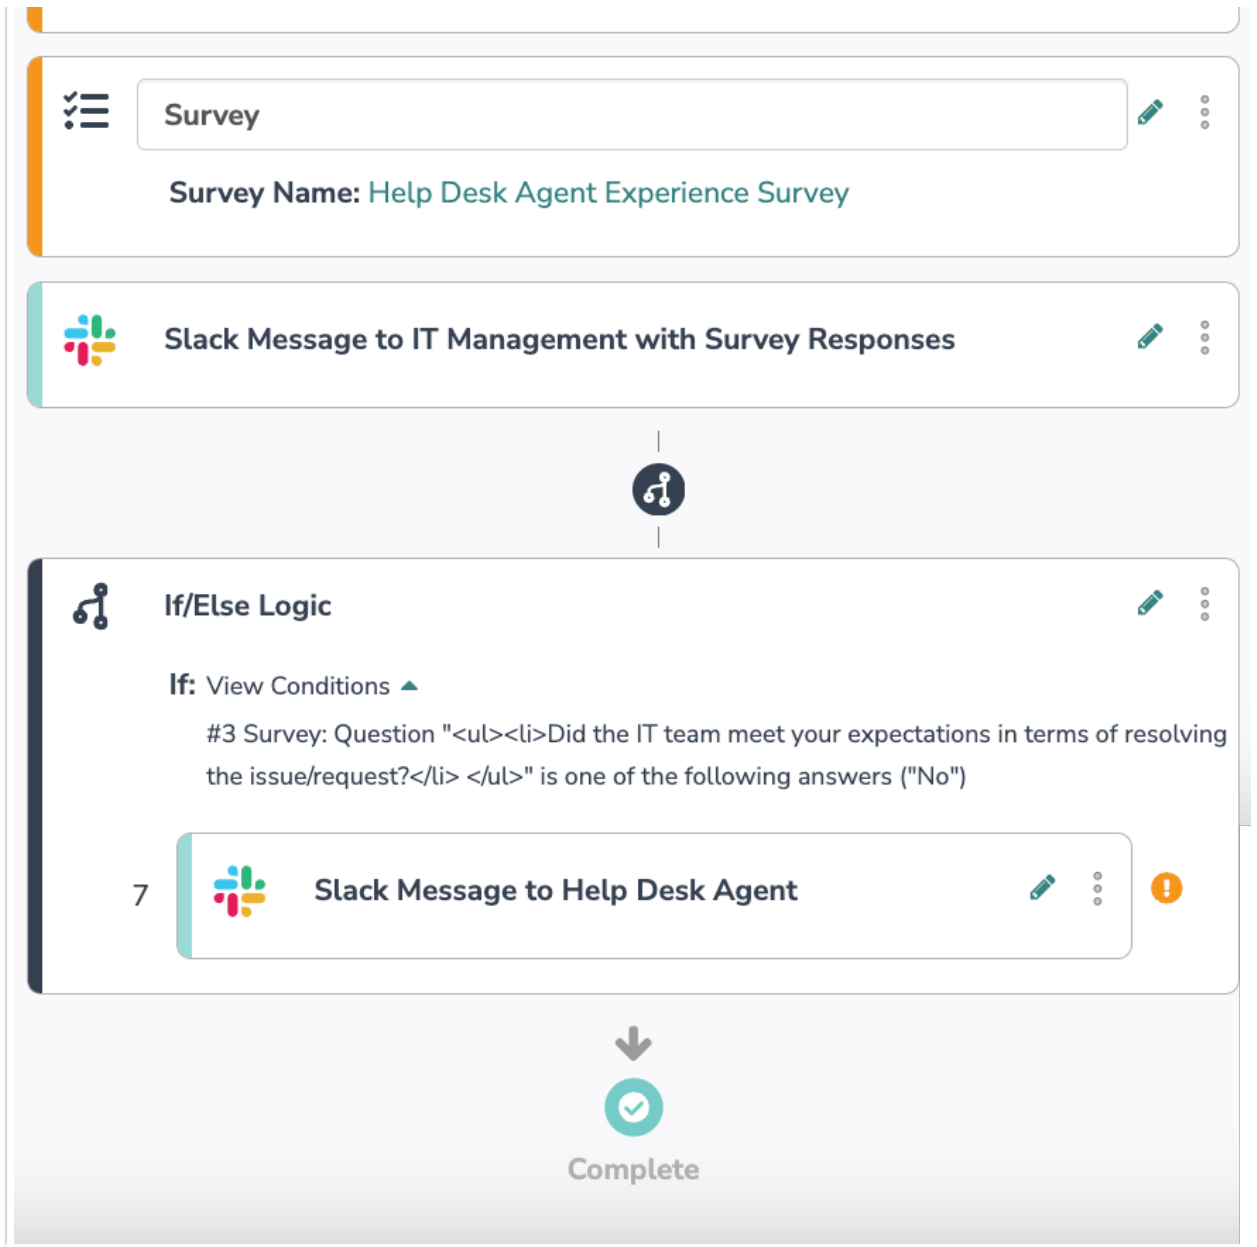 Survey
Survey Name: Help Desk Agent Experience Survey
Slack Message to IT Management with Survey Responses
If/Else Logic
If: View Conditions
#3 Survey: Question "<ul><li>Did the IT team meet your expectations in terms of resolving
the issue/request?</li> </ul>" is one of the following answers ("No")
7
Slack Message to Help Desk Agent
Complete